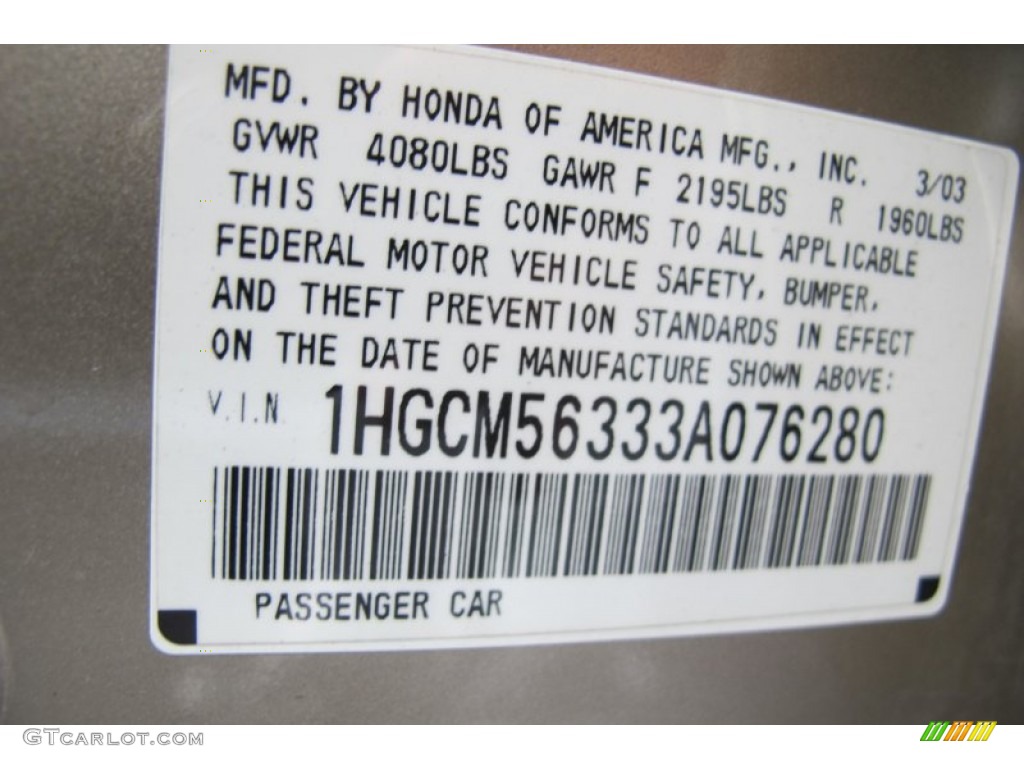 MFD. BY HONDA OF AMERICA MFG., INC. 3/03
GVWR 4080LBS GAWR F 2195LBS R 1960LBS
THIS VEHICLE CONFORMS TO ALL APPLICABLE
FEDERAL MOTOR VEHICLE SAFETY, BUMPER,
AND THEFT PREVENTION STANDARDS IN EFFECT
ON THE DATE OF MANUFACTURE SHOWN ABOVE:
V.I.N. 1HGCM56333A076280
PASSENGER CAR
GTCARLOT.COM